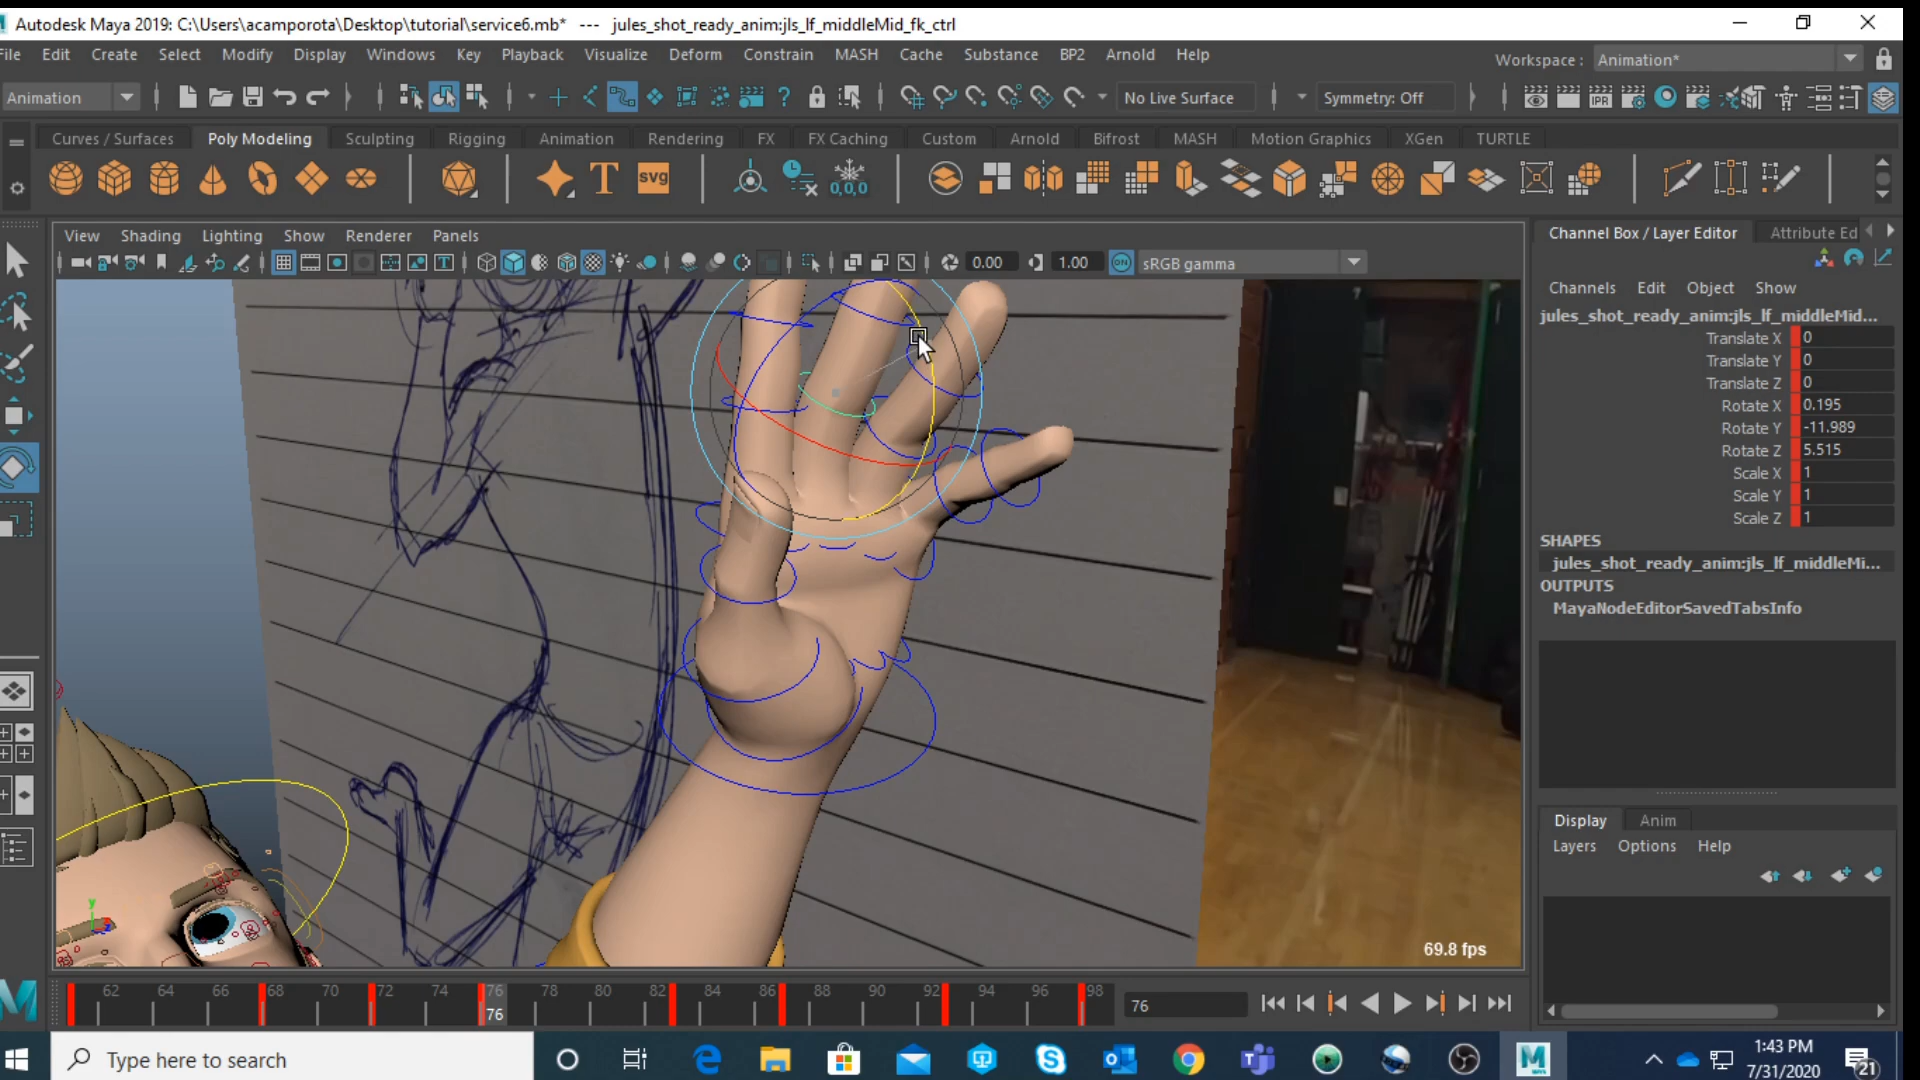 Autodesk Maya 2019: C:\Users\acamporota\Desktop\tutorial\service6.mb* --- jules_shot_ready_anim:jls_lf_middleMid_fk_ctrl
File Edit Create Select Modify Display Windows Key Playback Visualize Deform Constrain MASH Cache Substance BP2 Arnold Help
Workspace : Animation*
Animation No Live Surface Symmetry: Off
IPR
Curves / Surfaces Poly Modeling Sculpting Rigging Animation Rendering FX FX Caching Custom Arnold Bifrost MASH Motion Graphics XGen TURTLE
T svg 0,0,0
View Shading Lighting Show Renderer Panels
0.00 1.00 ON sRGB gamma
Channel Box / Layer Editor Attribute Ed
Channels Edit Object Show
jules_shot_ready_anim:jls_lf_middleMid...
Translate X 0
Translate Y 0
Translate Z 0
Rotate X 0.195
Rotate Y -11.989
Rotate Z 5.515
Scale X 1
Scale Y 1
Scale Z 1
SHAPES
jules_shot_ready_anim:jls_lf_middleMi...
OUTPUTS
MayaNodeEditorSavedTabsInfo
Display Anim
Layers Options Help
y
69.8 fps
62 64 66 68 70 72 74 76 78 80 82 84 86 88 90 92 94 96 98
76
76
Type here to search
1:43 PM
7/31/2020
21